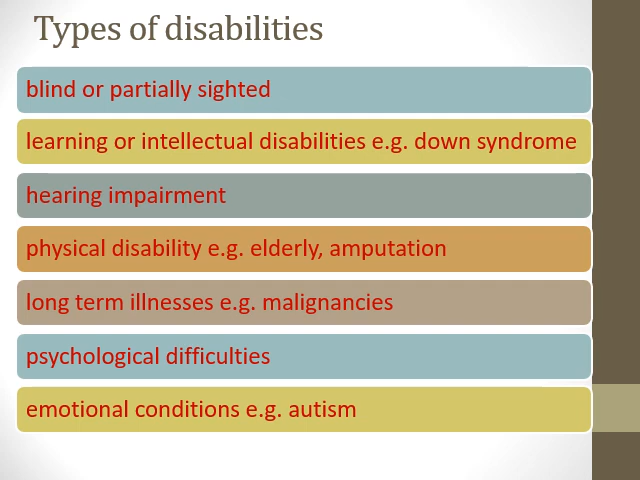 Types of disabilities
blind or partially sighted
learning or intellectual disabilities e.g. down syndrome
hearing impairment
physical disability e.g. elderly, amputation
long term illnesses e.g. malignancies
psychological difficulties
emotional conditions e.g. autism